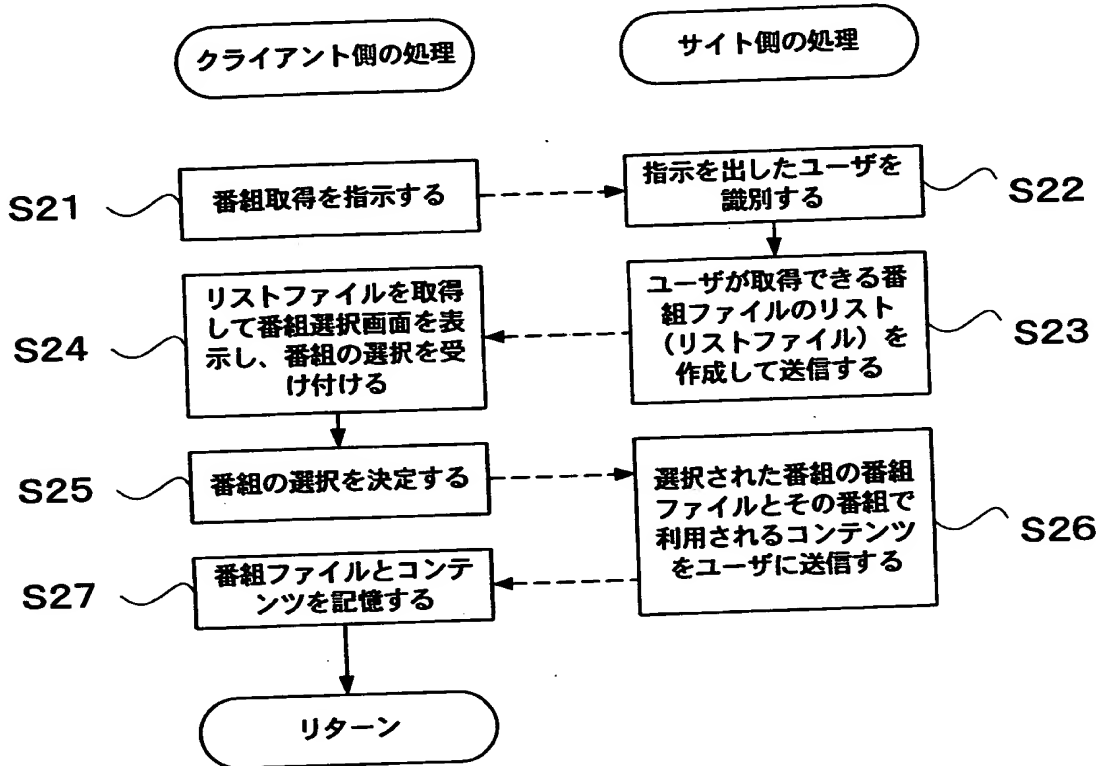 クライアント側の処理
サイト側の処理
S21
番組取得を指示する
指示を出したユーザを
識別する
S22
S24
リストファイルを取得
して番組選択画面を表
示し、番組の選択を受
け付ける
ユーザが取得できる番
組ファイルのリスト
（リストファイル）を
作成して送信する
S23
S25
番組の選択を決定する
選択された番組の番組
ファイルとその番組で
利用されるコンテンツ
をユーザに送信する
S26
S27
番組ファイルとコンテ
ンツを記憶する
リターン